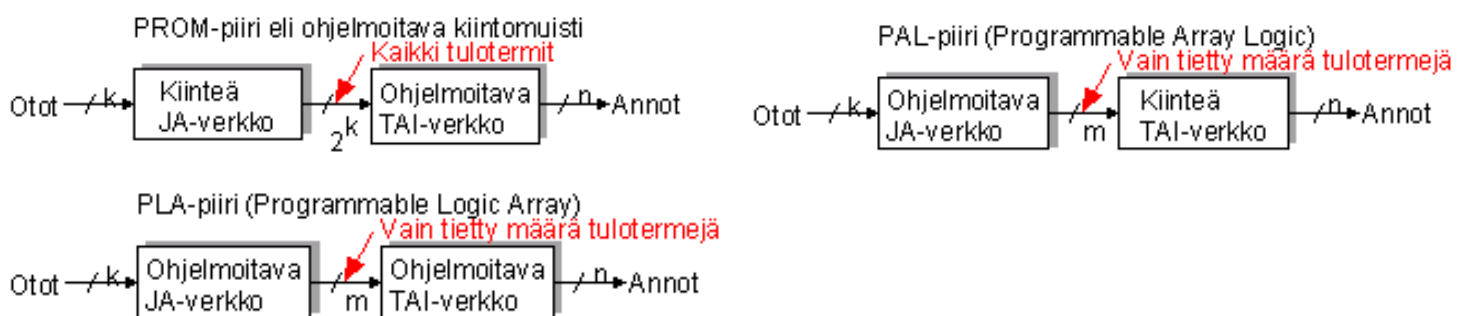 PROM-piiri eli ohjelmoitava kiintomuisti
Kaikki tulotermit
Otot
k
Kiinteä
JA-verkko
2^k
Ohjelmoitava
TAI-verkko
n
Annot
PAL-piiri (Programmable Array Logic)
Vain tietty määrä tulotermejä
Otot
k
Ohjelmoitava
JA-verkko
m
Kiinteä
TAI-verkko
n
Annot
PLA-piiri (Programmable Logic Array)
Vain tietty määrä tulotermejä
Otot
k
Ohjelmoitava
JA-verkko
m
Ohjelmoitava
TAI-verkko
n
Annot